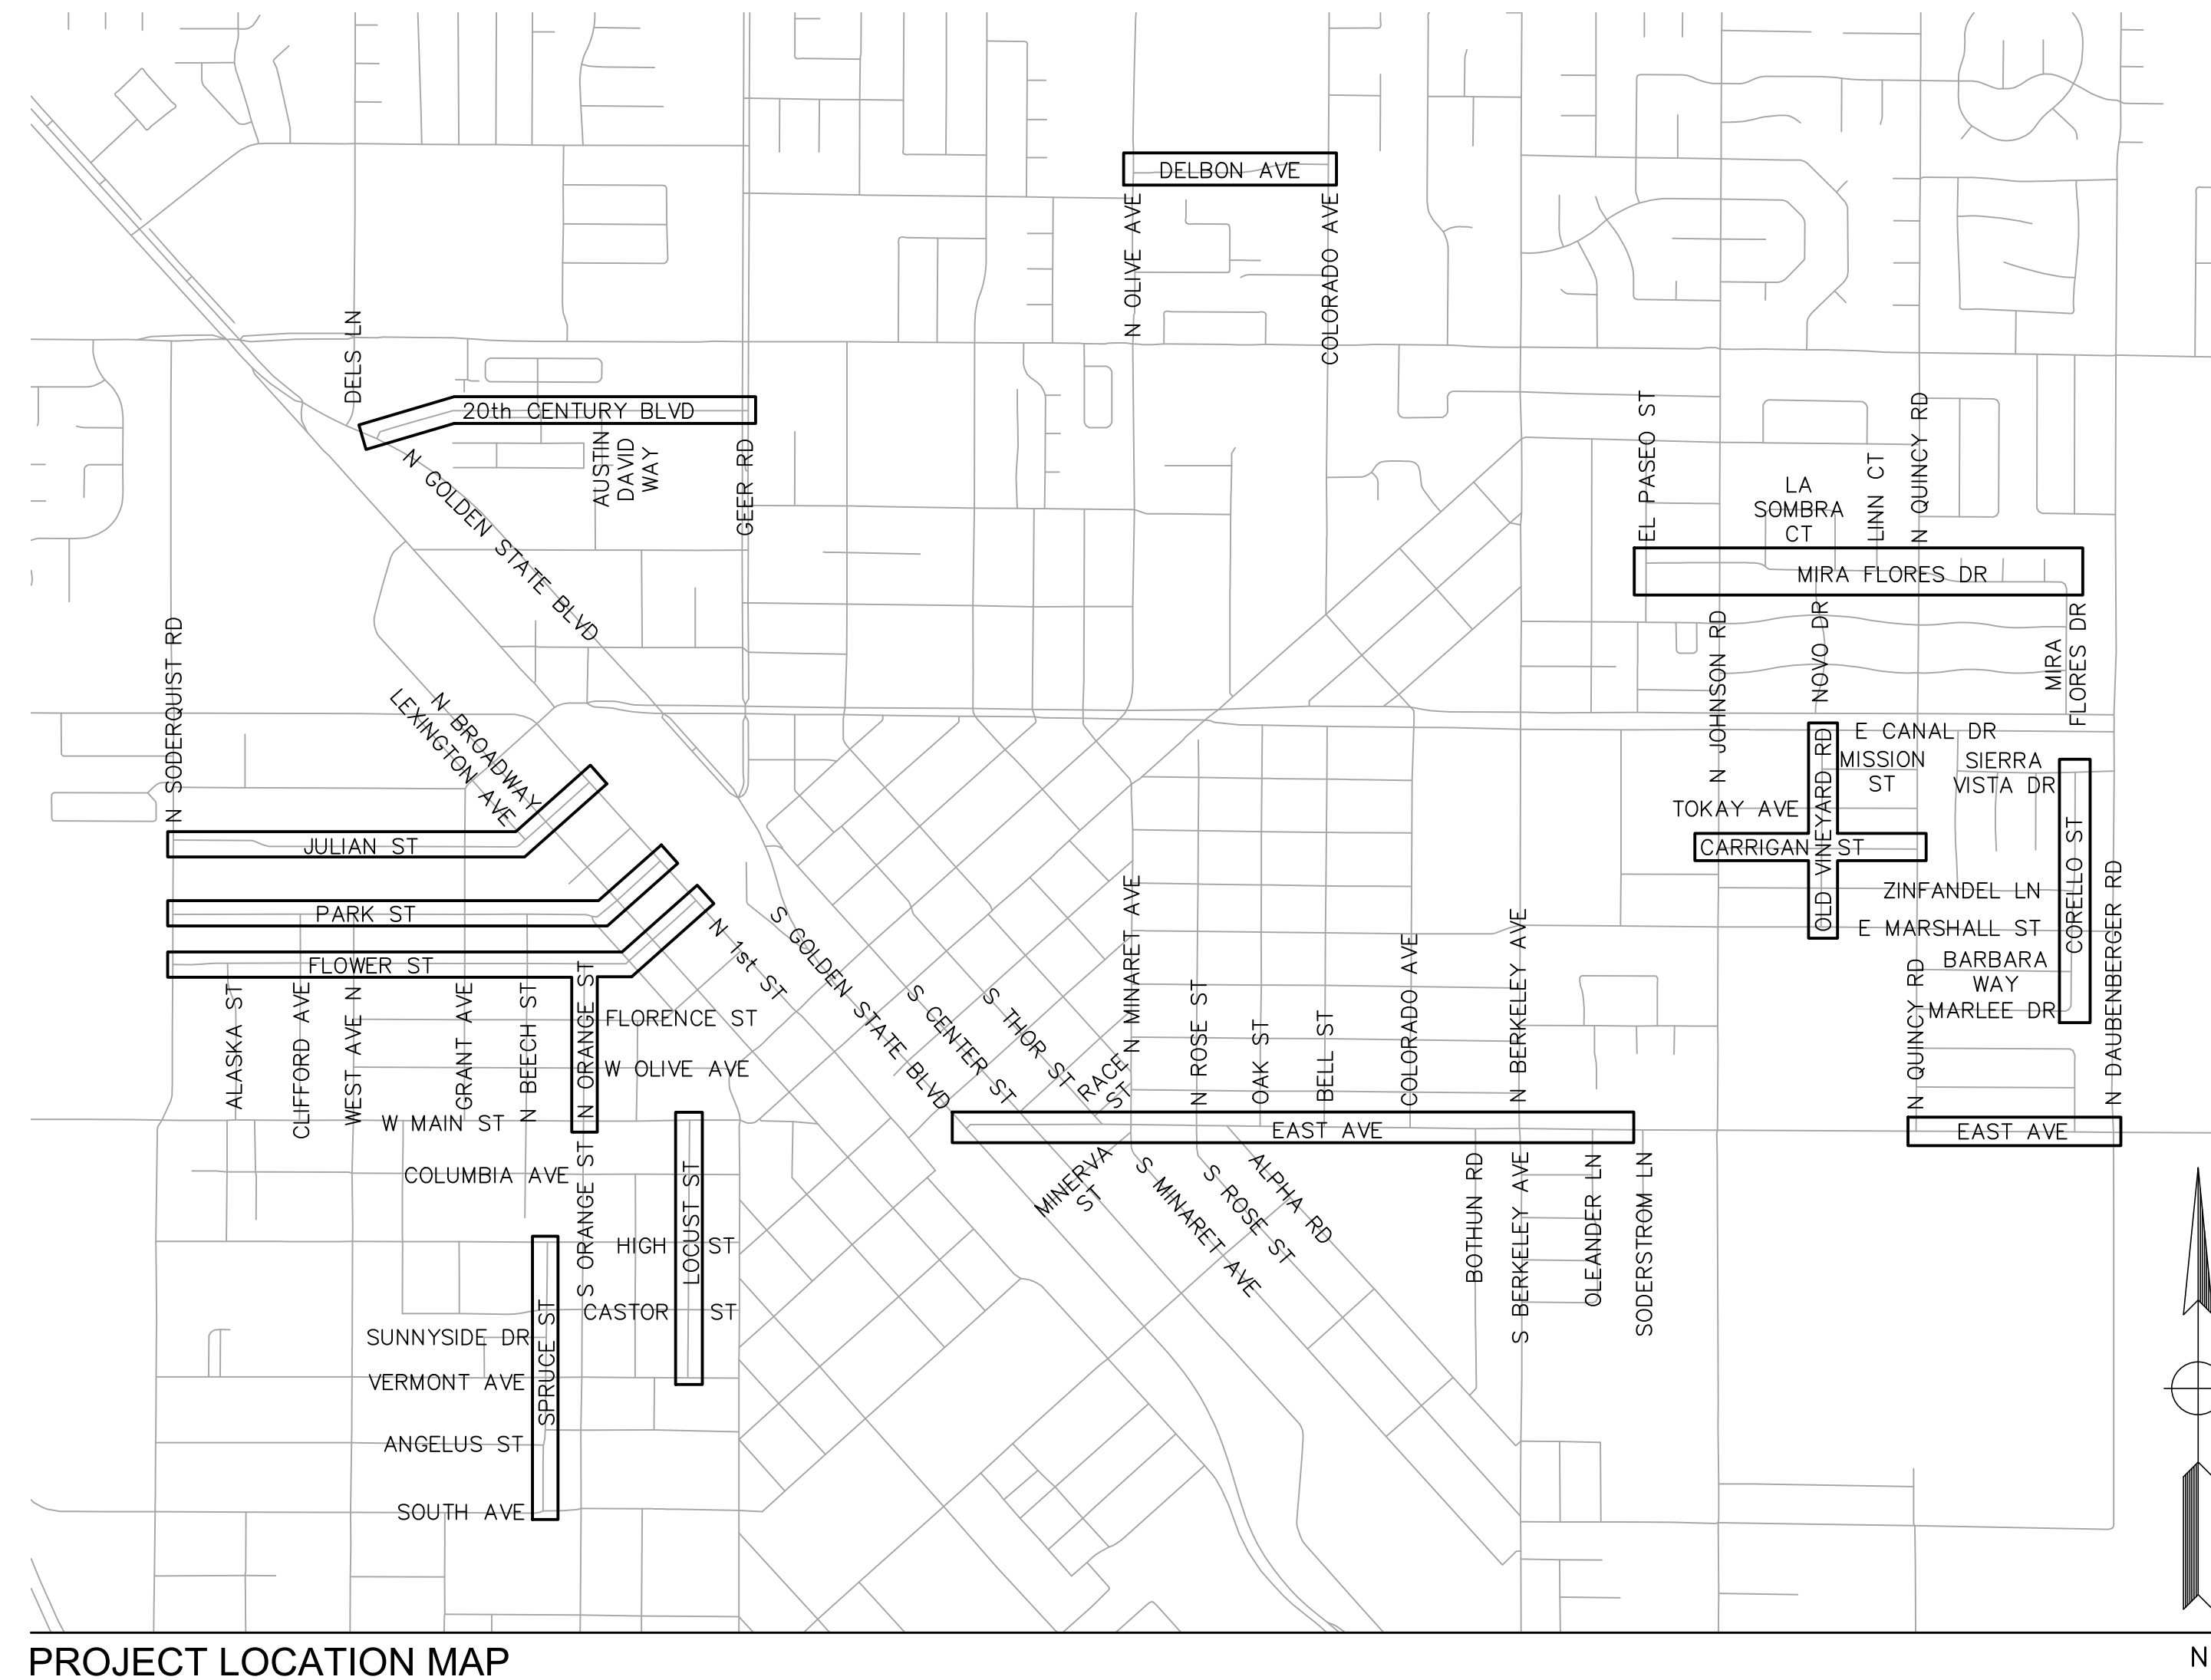 DELBON AVE
N OLIVE AVE
COLORADO AVE
DELS LN
20th CENTURY BLVD
AUSTIN
DAVID
WAY
GEER RD
N GOLDEN STATE BLVD
EL PASEO ST
LA
SOMBRA
CT
LINN CT
N QUINCY RD
MIRA FLORES DR
N JOHNSON RD
NOVO DR
MIRA
FLORES DR
N SODERQUIST RD
N BROADWAY
LEXINGTON AVE
E CANAL DR
OLD VINEYARD RD
MISSION
ST
SIERRA
VISTA DR
TOKAY AVE
CARRIGAN ST
CORELLO ST
ZINFANDEL LN
E MARSHALL ST
BARBARA
WAY
MARLEE DR
N QUINCY RD
N DAUBENBERGER RD
JULIAN ST
PARK ST
FLOWER ST
N 1st ST
S GOLDEN STATE BLVD
S CENTER ST
S THOR ST
RACE
ST
N MINARET AVE
N ROSE ST
OAK ST
BELL ST
COLORADO AVE
N BERKELEY AVE
ALASKA ST
CLIFFORD AVE
WEST AVE N
GRANT AVE
N BEECH ST
N ORANGE ST
FLORENCE ST
W OLIVE AVE
W MAIN ST
EAST AVE
EAST AVE
COLUMBIA AVE
S ORANGE ST
LOCUST ST
HIGH ST
CASTOR ST
MINERVA
ST
S MINARET AVE
S ROSE ST
ALPHA RD
BOTHUN RD
S BERKELEY AVE
OLEANDER LN
SODERSTROM LN
SPRUCE ST
SUNNYSIDE DR
VERMONT AVE
ANGELUS ST
SOUTH AVE
PROJECT LOCATION MAP
N